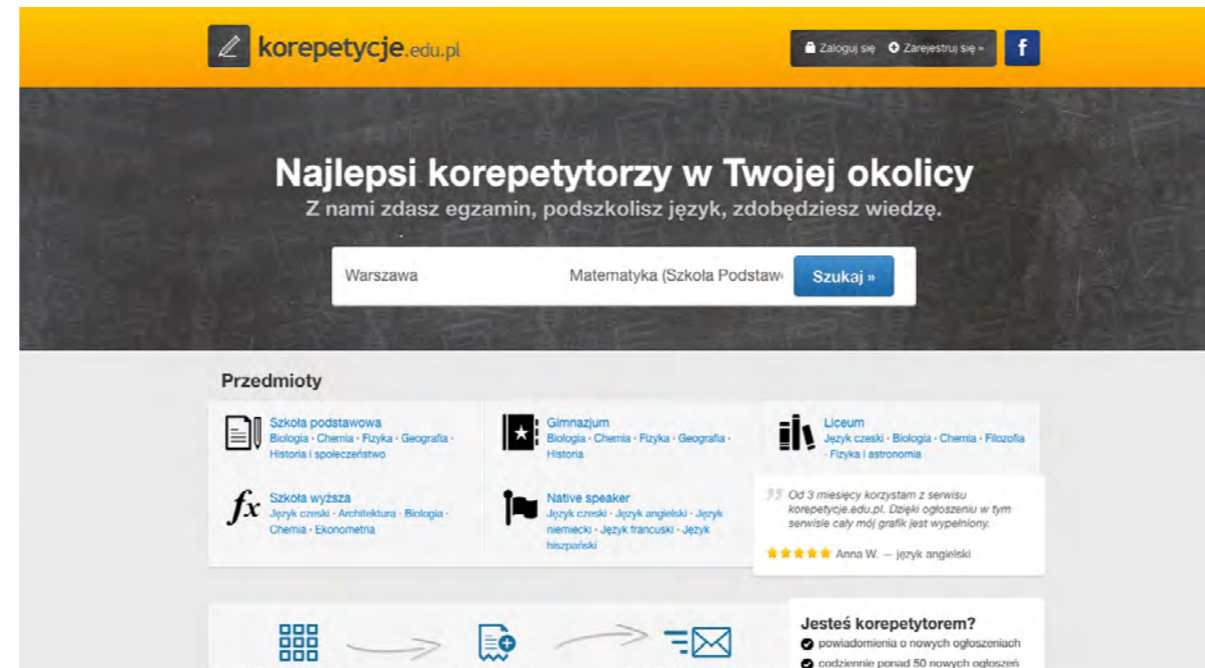 korepetycje.edu.pl
Zaloguj się
Zarejestruj się »
f
Najlepsi korepetytorzy w Twojej okolicy
Z nami zdasz egzamin, podszkolisz język, zdobędziesz wiedzę.
Warszawa
Matematyka (Szkoła Podstaw
Szukaj »
Przedmioty
Szkoła podstawowa
Biologia · Chemia · Fizyka · Geografia ·
Historia i społeczeństwo
Gimnazjum
Biologia · Chemia · Fizyka · Geografia ·
Historia
Liceum
Język czeski · Biologia · Chemia · Filozofia
· Fizyka i astronomia
fx Szkoła wyższa
Język czeski · Architektura · Biologia ·
Chemia · Ekonometria
Native speaker
Język czeski · Język angielski · Język
niemiecki · Język francuski · Język
hiszpański
Od 3 miesięcy korzystam z serwisu
korepetycje.edu.pl. Dzięki ogłoszeniu w tym
serwisie cały mój grafik jest wypełniony.
Anna W. — język angielski
Jesteś korepetytorem?
powiadomienia o nowych ogłoszeniach
codziennie ponad 50 nowych ogłoszeń